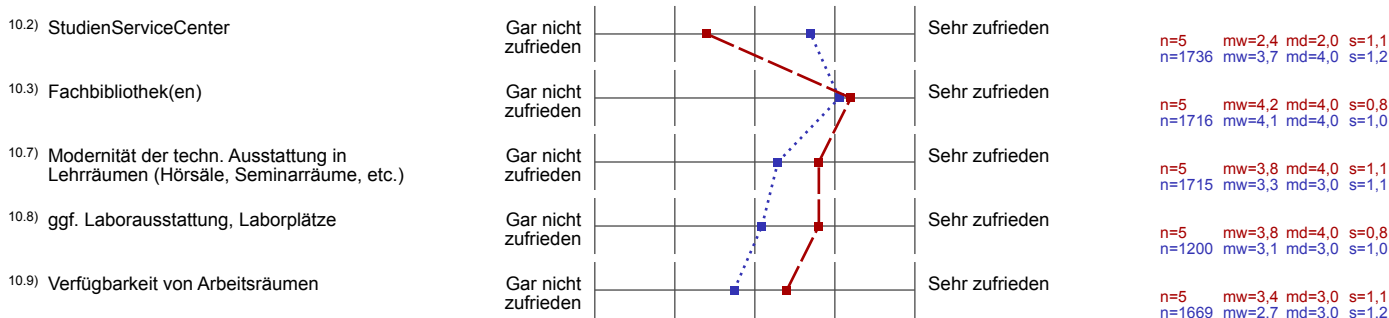 10.2) StudienServiceCenter
Gar nicht
zufrieden
Sehr zufrieden
n=5 mw=2,4 md=2,0 s=1,1
n=1736 mw=3,7 md=4,0 s=1,2
10.3) Fachbibliothek(en)
Gar nicht
zufrieden
Sehr zufrieden
n=5 mw=4,2 md=4,0 s=0,8
n=1716 mw=4,1 md=4,0 s=1,0
10.7) Modernität der techn. Ausstattung in
Lehrräumen (Hörsäle, Seminarräume, etc.)
Gar nicht
zufrieden
Sehr zufrieden
n=5 mw=3,8 md=4,0 s=1,1
n=1715 mw=3,3 md=3,0 s=1,1
10.8) ggf. Laborausstattung, Laborplätze
Gar nicht
zufrieden
Sehr zufrieden
n=5 mw=3,8 md=4,0 s=0,8
n=1200 mw=3,1 md=3,0 s=1,0
10.9) Verfügbarkeit von Arbeitsräumen
Gar nicht
zufrieden
Sehr zufrieden
n=5 mw=3,4 md=3,0 s=1,1
n=1669 mw=2,7 md=3,0 s=1,2